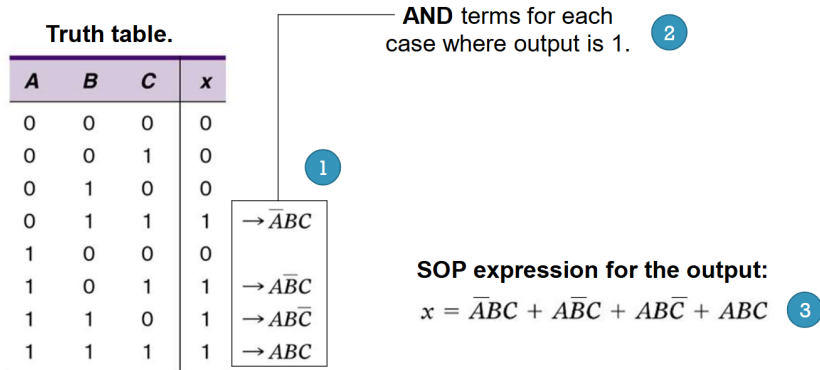 AND terms for each
case where output is 1.
2
Truth table.
A B C x
0 0 0 0
0 0 1 0
1
0 1 0 0
0 1 1 1 → A̅BC
1 0 0 0
1 0 1 1 → AB̅C
1 1 0 1 → ABC̅
1 1 1 1 → ABC
SOP expression for the output:
x = A̅BC + AB̅C + ABC̅ + ABC
3